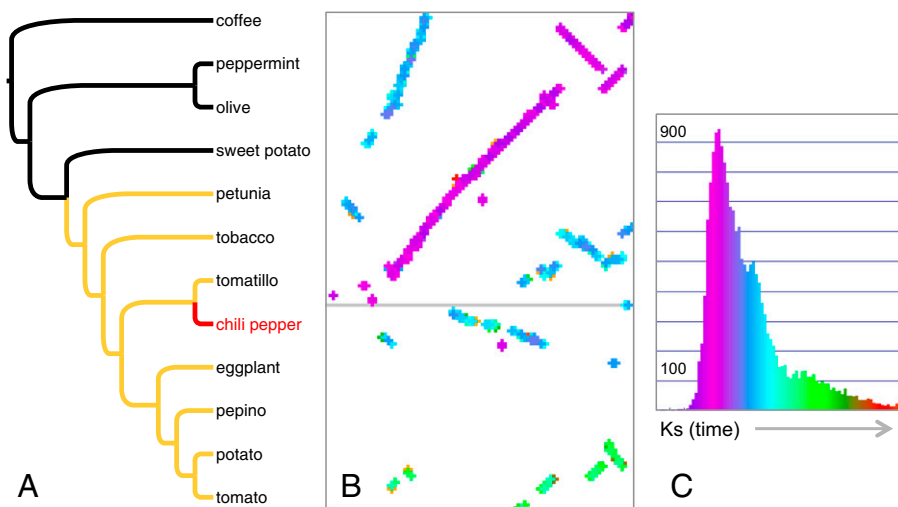 coffee
peppermint
olive
sweet potato
petunia
tobacco
tomatillo
chili pepper
eggplant
pepino
potato
tomato
A
B
900
100
Ks (time)
C